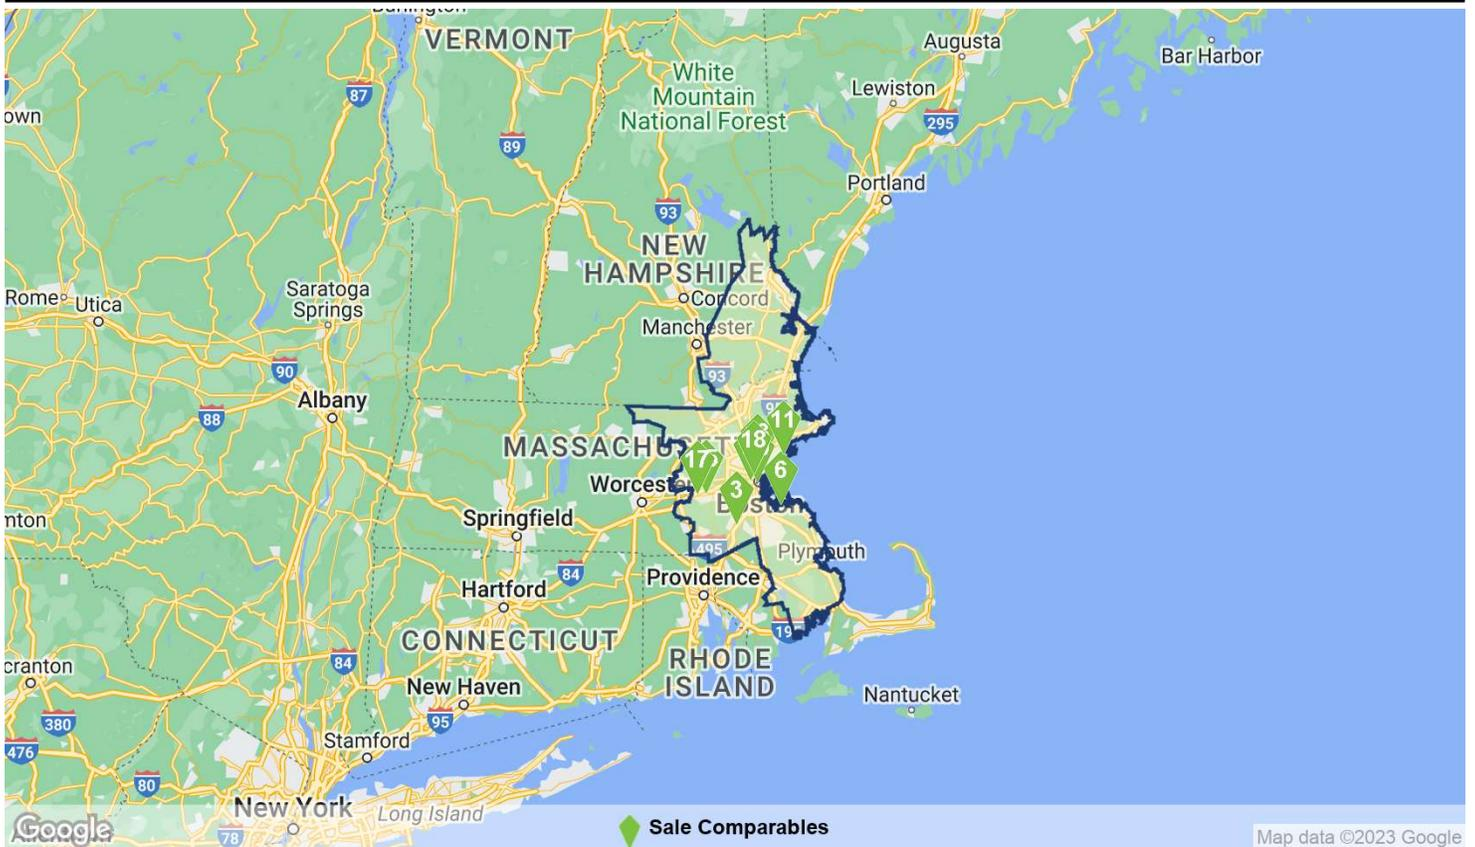 Burlington
VERMONT
Augusta
Bar Harbor
White
Mountain
National Forest
Lewiston
87
295
own
89
Portland
93
NEW
HAMPSHIRE
Saratoga
Springs
Rome
Utica
Concord
Manchester
90
93
Albany
88
11
18
MASSACHUSET
17
6
Worcester
3
Boston
Springfield
nton
495
Plymouth
84
Providence
Hartford
195
CONNECTICUT
84
RHODE
ISLAND
cranton
New Haven
Nantucket
95
380
Stamford
476
80
New York
Long Island
78
Google
Sale Comparables
Map data ©2023 Google